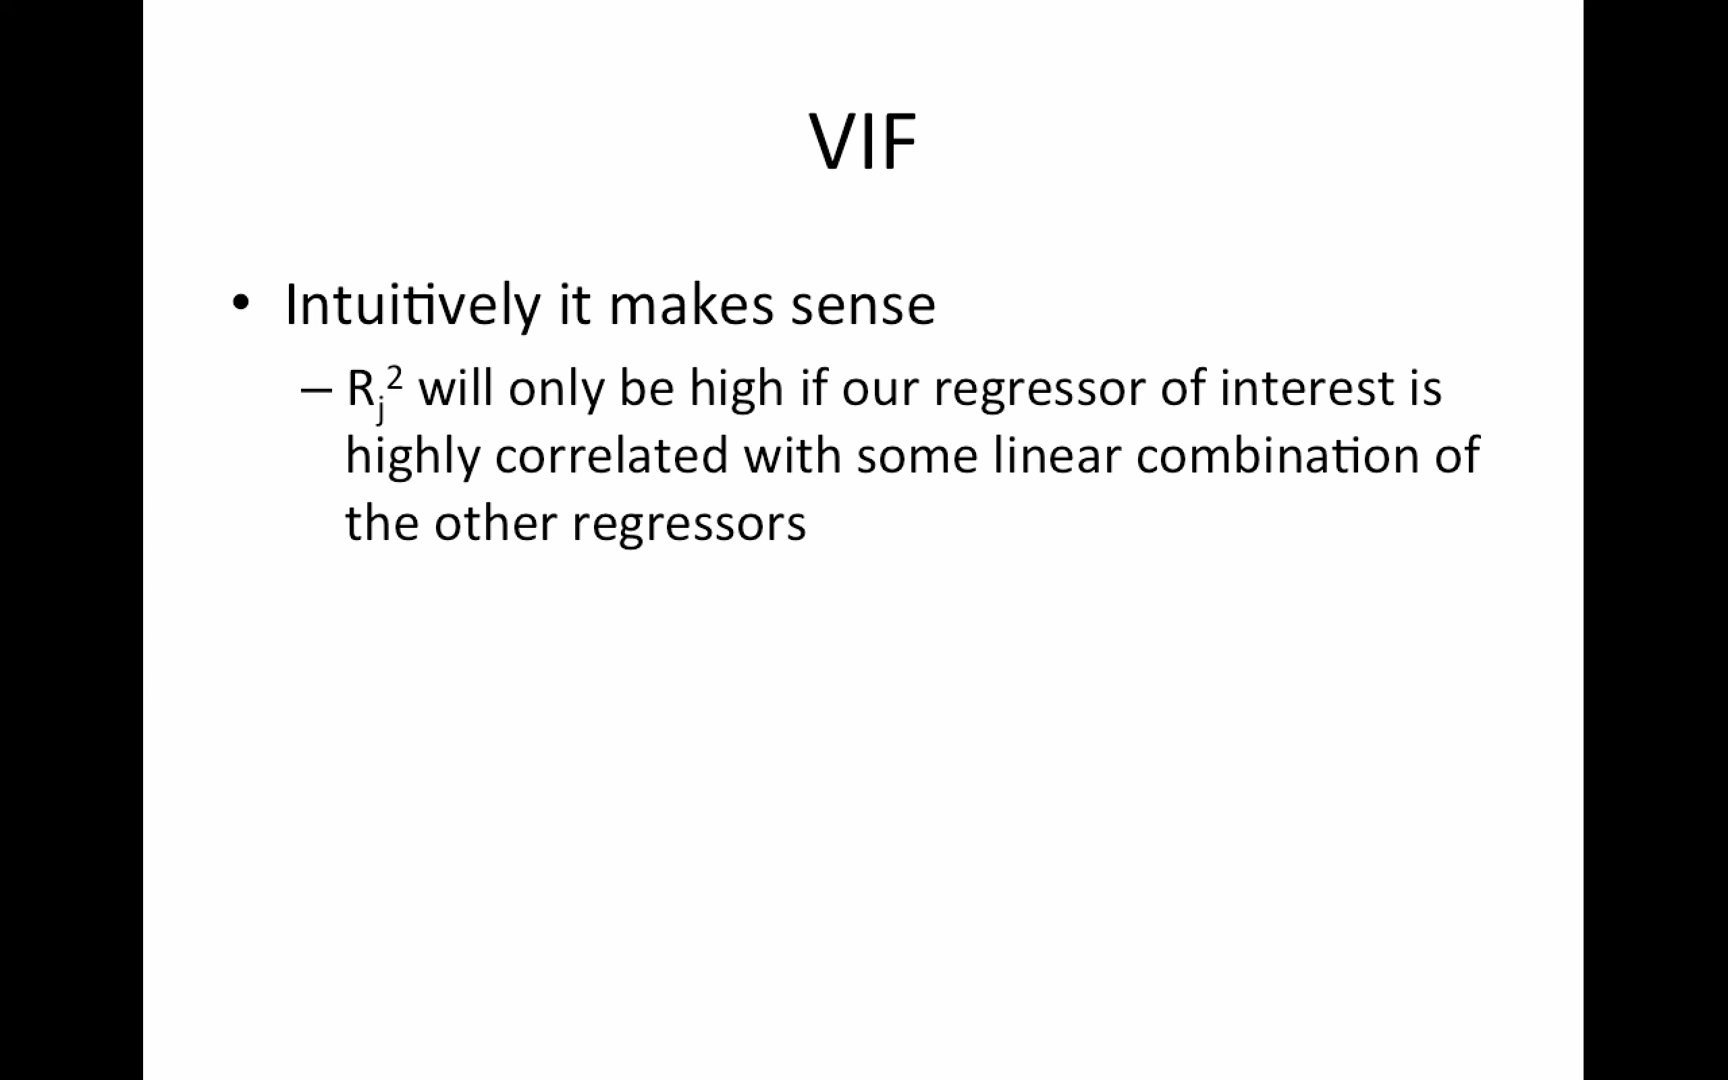 VIF
• Intuitively it makes sense
– Rj² will only be high if our regressor of interest is
highly correlated with some linear combination of
the other regressors